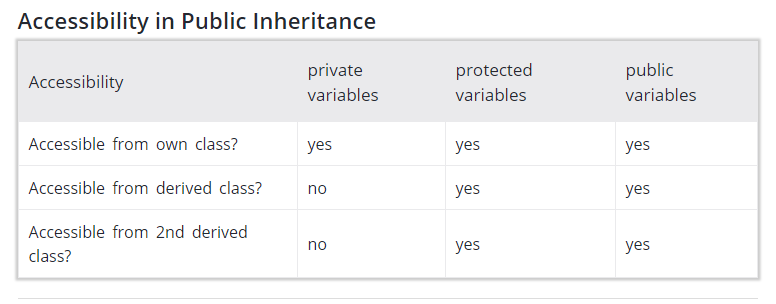 Accessibility in Public Inheritance
Accessibility
private
variables
protected
variables
public
variables
Accessible from own class?
yes
yes
yes
Accessible from derived class?
no
yes
yes
Accessible from 2nd derived
class?
no
yes
yes